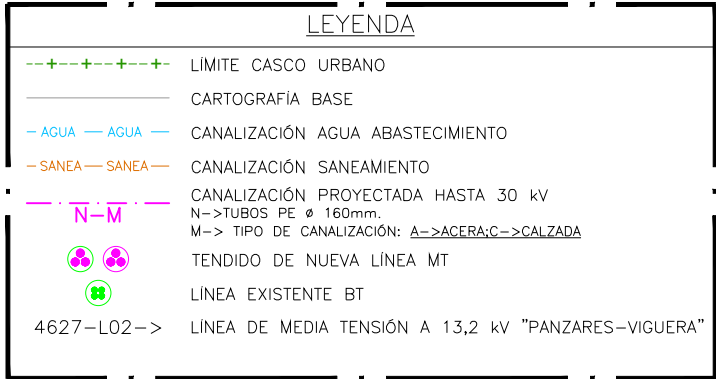 LEYENDA
LÍMITE CASCO URBANO
CARTOGRAFÍA BASE
AGUA AGUA CANALIZACIÓN AGUA ABASTECIMIENTO
SANEA SANEA CANALIZACIÓN SANEAMIENTO
CANALIZACIÓN PROYECTADA HASTA 30 kV
N-M N->TUBOS PE ø 160mm.
M-> TIPO DE CANALIZACIÓN: A->ACERA;C->CALZADA
TENDIDO DE NUEVA LÍNEA MT
LÍNEA EXISTENTE BT
4627-L02-> LÍNEA DE MEDIA TENSIÓN A 13,2 kV "PANZARES-VIGUERA"